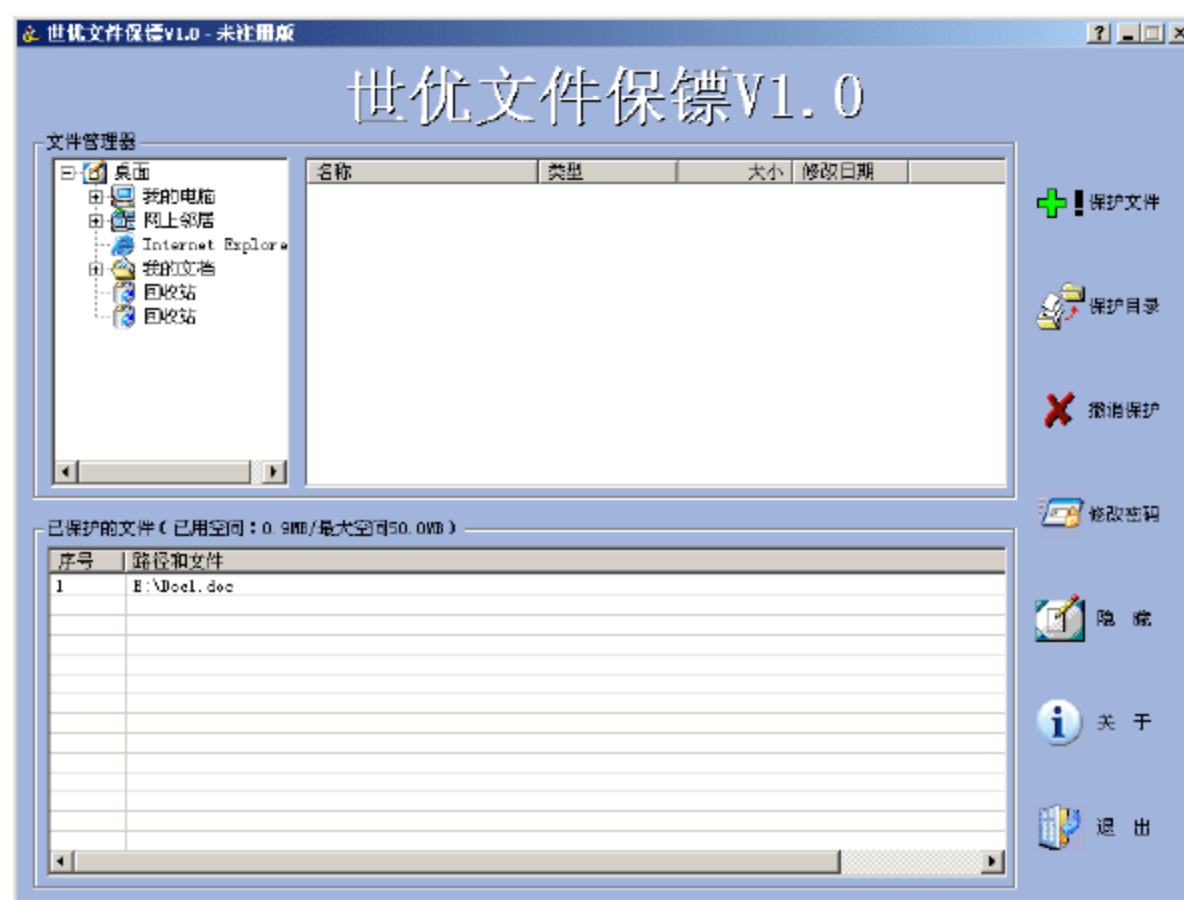 世优文件保镖V1.0 - 未注册版
世优文件保镖V1.0
文件管理器
桌面
我的电脑
网上邻居
Internet Explore
我的文档
回收站
回收站
名称 类型 大小 修改日期
保护文件
保护目录
撤消保护
修改密码
隐 藏
关 于
退 出
已保护的文件(已用空间:0.9MB/最大空间50.0MB)
序号 路径和文件
1 E:\Doc1.doc